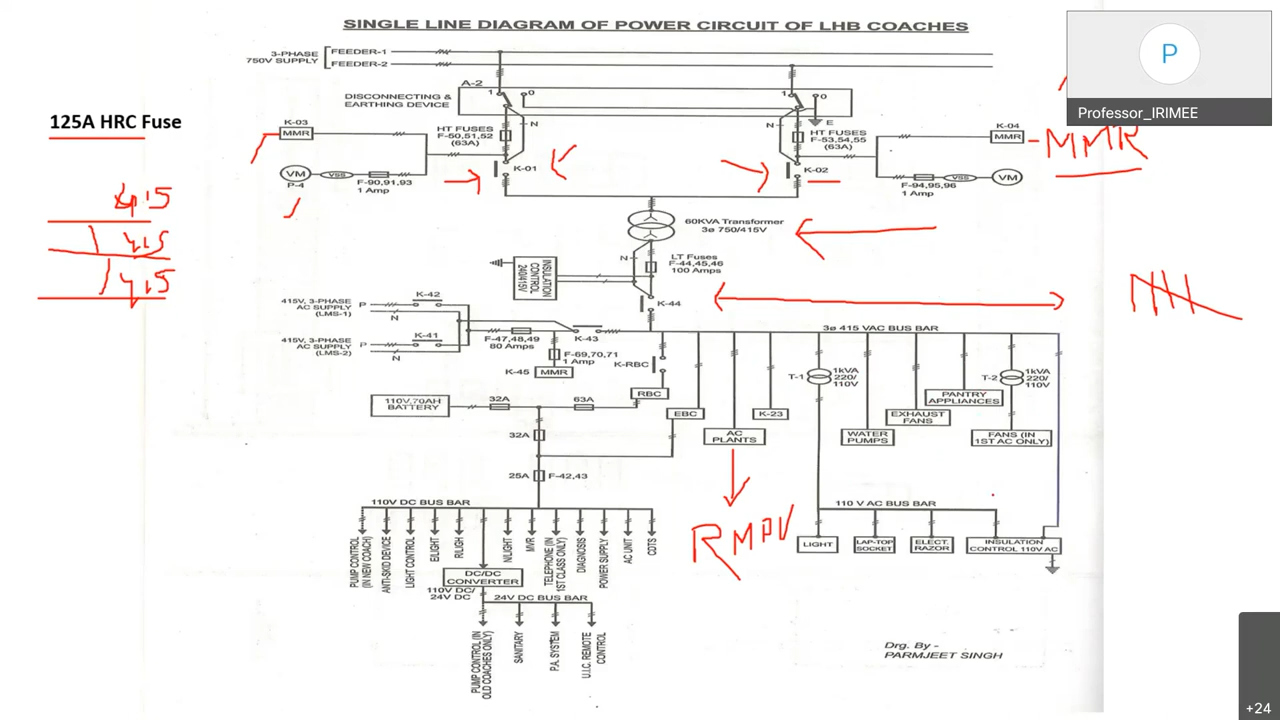 SINGLE LINE DIAGRAM OF POWER CIRCUIT OF LHB COACHES
P
Professor_IRIMEE
3-PHASE
750V SUPPLY
FEEDER-1
FEEDER-2
A-2
DISCONNECTING &
EARTHING DEVICE
1
0
1
0
E
125A HRC Fuse
K-03
MMR
N
HT FUSES
F-50,51,52
(63A)
N
HT FUSES
F-53,54,55
(63A)
K-04
MMR
MMR
VM
P-4
VSS
F-90,91,93
1 Amp
K-01
K-02
F-94,95,96
1 Amp
VSS
VM
415
1 415
1 415
60KVA Transformer
3ø 750/415V
N
LT Fuses
F-44,45,46
100 Amps
INSULATION
CONTROL
240/415V
K-44
415V, 3-PHASE
AC SUPPLY
(LMS-1)
P
N
K-42
415V, 3-PHASE
AC SUPPLY
(LMS-2)
P
N
K-41
F-47,48,49
80 Amps
K-43
3ø 415 VAC BUS BAR
F-69,70,71
1 Amp
K-45
MMR
K-RBC
RBC
T-1
1kVA
220/
110V
T-2
1kVA
220/
110V
110V,70AH
BATTERY
32A
63A
EBC
K-23
AC
PLANTS
WATER
PUMPS
EXHAUST
FANS
PANTRY
APPLIANCES
FANS (IN
1ST AC ONLY)
32A
25A
F-42,43
RMPU
110V DC BUS BAR
110 V AC BUS BAR
PUMP CONTROL
(IN NEW COACH)
ANTI-SKID DEVICE
LIGHT CONTROL
E/LIGHT
R/LIGH
N/LIGHT
MVR
TELEPHONE (IN
1ST CLASS ONLY)
DIAGNOSIS
POWER SUPPLY
AC UNIT
CDTS
LIGHT
LAP-TOP
SOCKET
ELECT.
RAZOR
INSULATION
CONTROL 110V AC
DC/DC
CONVERTER
110V DC/
24V DC
24V DC BUS BAR
PUMP CONTROL (IN
OLD COACHES ONLY)
SANITARY
P.A. SYSTEM
U.I.C. REMOTE
CONTROL
Drg. By -
PARMJEET SINGH
+24